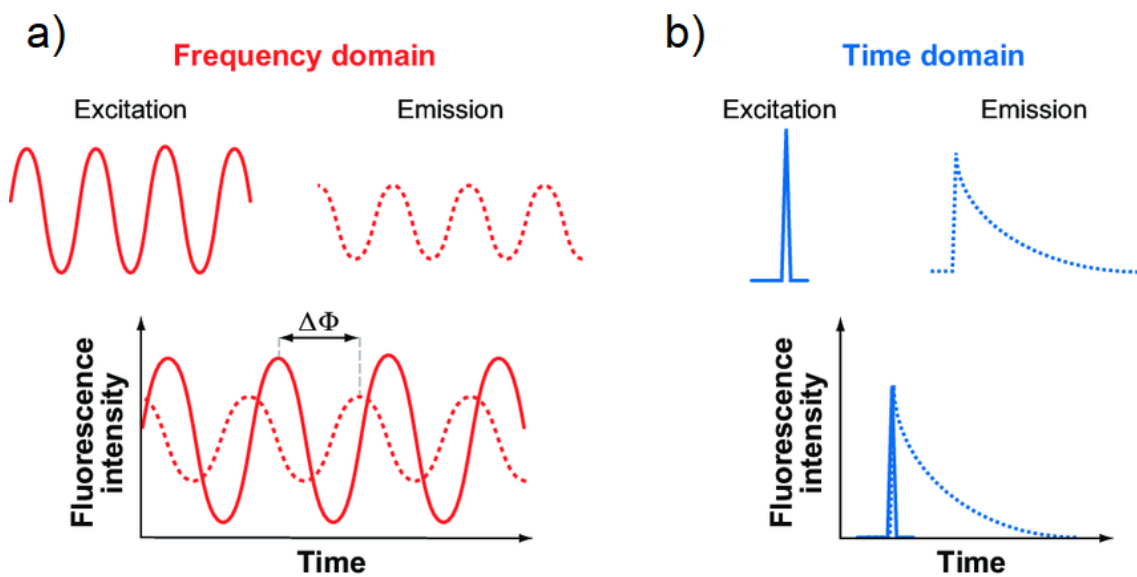 a)
Frequency domain
Excitation
Emission
ΔΦ
Fluorescence
intensity
Time
b)
Time domain
Excitation
Emission
Fluorescence
intensity
Time